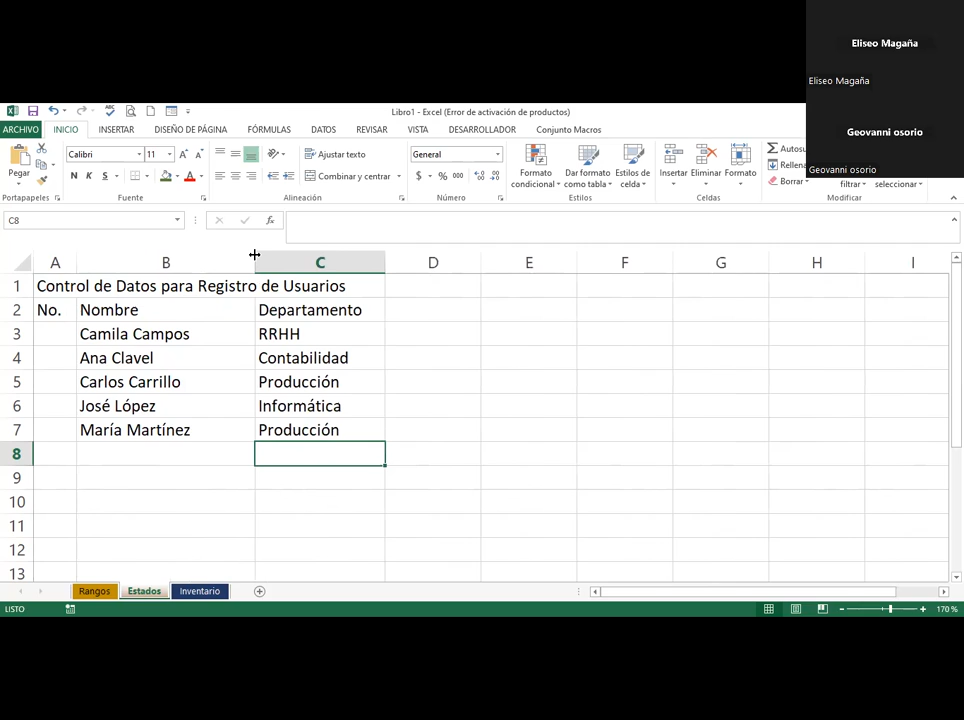 Eliseo Magaña
Eliseo Magaña
Geovanni osorio
Geovanni osorio
Libro1 - Excel (Error de activación de productos)
ARCHIVO INICIO INSERTAR DISEÑO DE PÁGINA FÓRMULAS DATOS REVISAR VISTA DESARROLLADOR Conjunto Macros
Calibri 11 Ajustar texto General
Pegar N K S Combinar y centrar $ % 000
Formato condicional Dar formato como tabla Estilos de celda Insertar Eliminar Formato
Autosu
Rellena
Borrar
filtrar seleccionar
Portapapeles Fuente Alineación Número Estilos Celdas Modificar
C8 fx
A B C D E F G H I
1 Control de Datos para Registro de Usuarios
2 No. Nombre Departamento
3 Camila Campos RRHH
4 Ana Clavel Contabilidad
5 Carlos Carrillo Producción
6 José López Informática
7 María Martínez Producción
8
9
10
11
12
13
Rangos Estados Inventario
LISTO 170 %